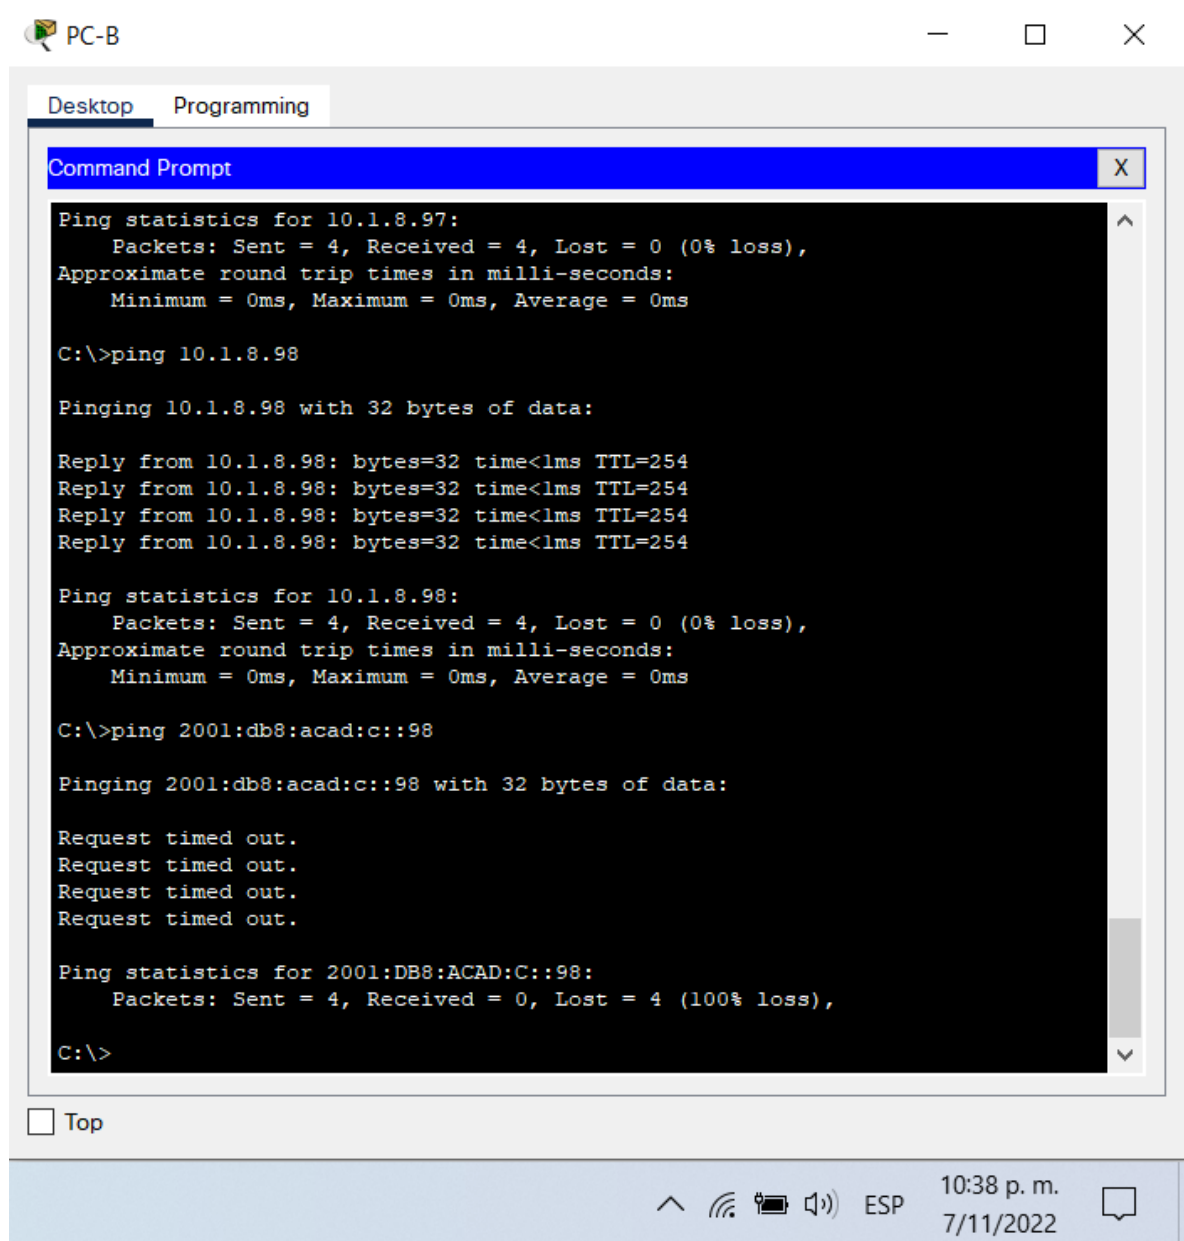 PC-B
Desktop Programming
Command Prompt X
Ping statistics for 10.1.8.97:
    Packets: Sent = 4, Received = 4, Lost = 0 (0% loss),
Approximate round trip times in milli-seconds:
    Minimum = 0ms, Maximum = 0ms, Average = 0ms
C:\>ping 10.1.8.98
Pinging 10.1.8.98 with 32 bytes of data:
Reply from 10.1.8.98: bytes=32 time<1ms TTL=254
Reply from 10.1.8.98: bytes=32 time<1ms TTL=254
Reply from 10.1.8.98: bytes=32 time<1ms TTL=254
Reply from 10.1.8.98: bytes=32 time<1ms TTL=254
Ping statistics for 10.1.8.98:
    Packets: Sent = 4, Received = 4, Lost = 0 (0% loss),
Approximate round trip times in milli-seconds:
    Minimum = 0ms, Maximum = 0ms, Average = 0ms
C:\>ping 2001:db8:acad:c::98
Pinging 2001:db8:acad:c::98 with 32 bytes of data:
Request timed out.
Request timed out.
Request timed out.
Request timed out.
Ping statistics for 2001:DB8:ACAD:C::98:
    Packets: Sent = 4, Received = 0, Lost = 4 (100% loss),
C:\>
Top
ESP
10:38 p. m.
7/11/2022